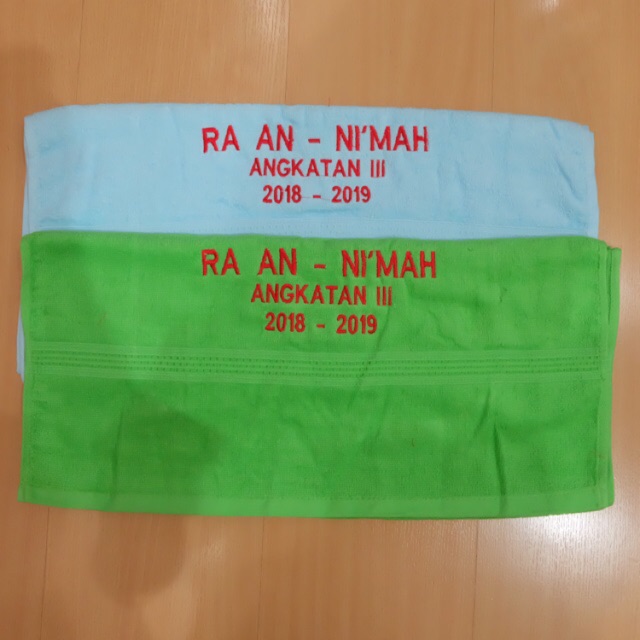 RA AN - NI'MAH
ANGKATAN III
2018 - 2019
RA AN - NI'MAH
ANGKATAN III
2018 - 2019